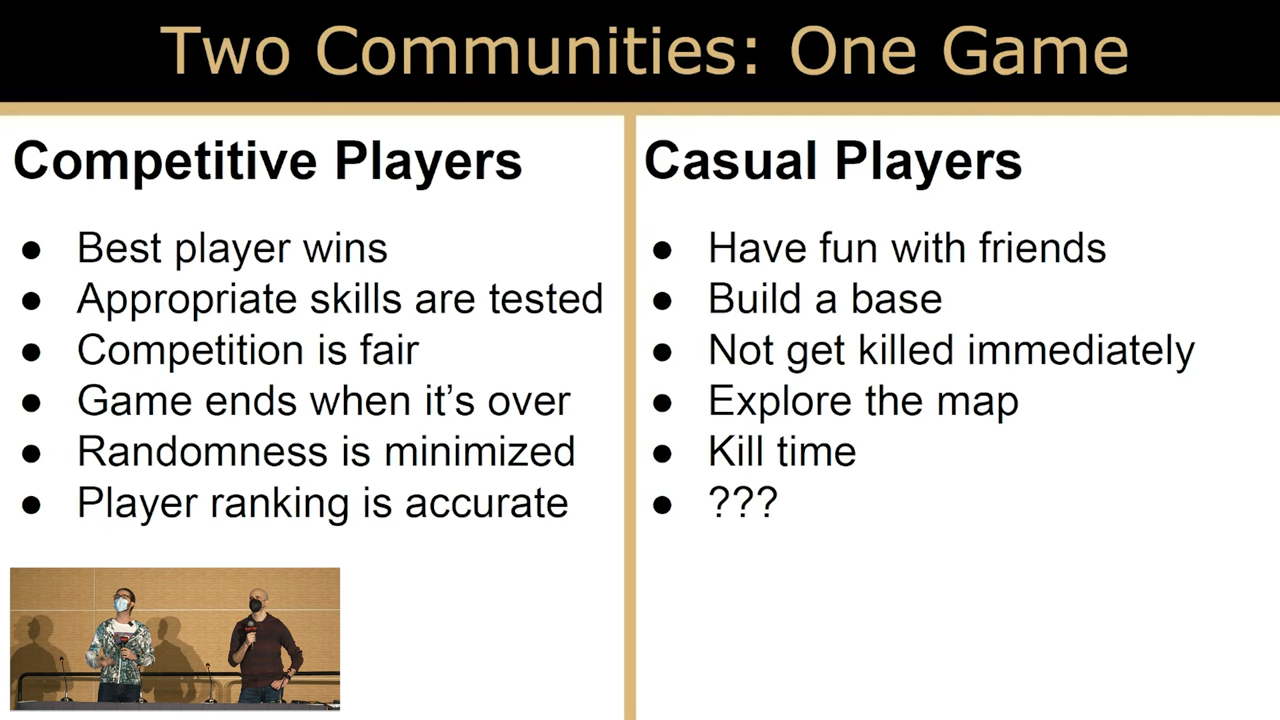 Two Communities: One Game
Competitive Players
● Best player wins
● Appropriate skills are tested
● Competition is fair
● Game ends when it’s over
● Randomness is minimized
● Player ranking is accurate
Casual Players
● Have fun with friends
● Build a base
● Not get killed immediately
● Explore the map
● Kill time
● ???